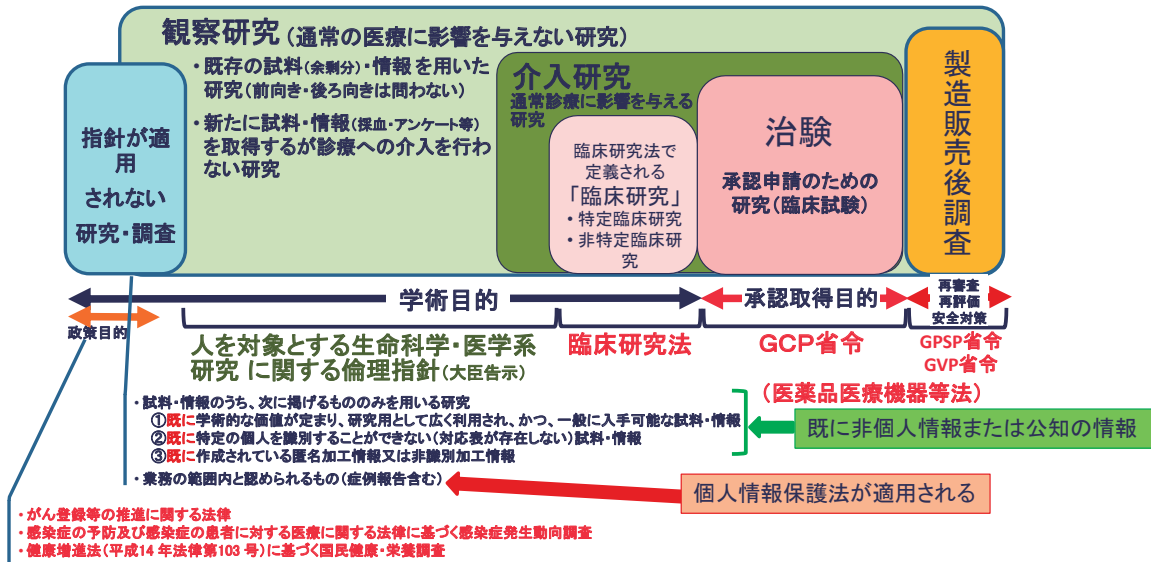 観察研究(通常の医療に影響を与えない研究)
・既存の試料(余剰分)・情報を用いた
研究(前向き・後ろ向きは問わない)
・新たに試料・情報(採血・アンケート等)
を取得するが診療への介入を行わ
ない研究
指針が適
用
されない
研究・調査
介入研究
通常診療に影響を与える
研究
臨床研究法で
定義される
「臨床研究」
・特定臨床研究
・非特定臨床研
究
治験
承認申請のための
研究(臨床試験)
製造販売後調査
学術目的
承認取得目的
再審査
再評価
安全対策
政策目的
人を対象とする生命科学・医学系
研究 に関する倫理指針(大臣告示)
臨床研究法
GCP省令
GPSP省令
GVP省令
(医薬品医療機器等法)
・試料・情報のうち、次に掲げるもののみを用いる研究
①既に学術的な価値が定まり、研究用として広く利用され、かつ、一般に入手可能な試料・情報
②既に特定の個人を識別することができない(対応表が存在しない)試料・情報
③既に作成されている匿名加工情報又は非識別加工情報
既に非個人情報または公知の情報
・業務の範囲内と認められるもの(症例報告含む)
個人情報保護法が適用される
・がん登録等の推進に関する法律
・感染症の予防及び感染症の患者に対する医療に関する法律に基づく感染症発生動向調査
・健康増進法(平成14 年法律第103 号)に基づく国民健康・栄養調査